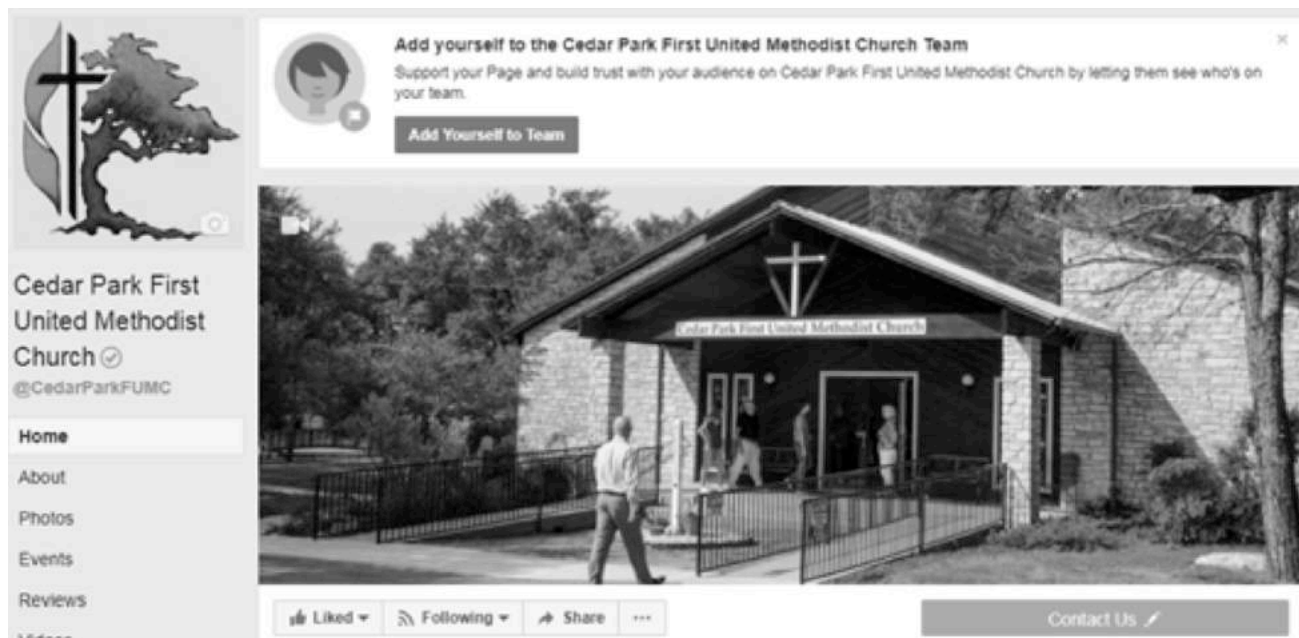 Cedar Park First
United Methodist
Church
@CedarParkFUMC
Home
About
Photos
Events
Reviews
Videos
Add yourself to the Cedar Park First United Methodist Church Team
Support your Page and build trust with your audience on Cedar Park First United Methodist Church by letting them see who's on
your team.
Add Yourself to Team
Cedar Park First United Methodist Church
Liked Following Share ...
Contact Us